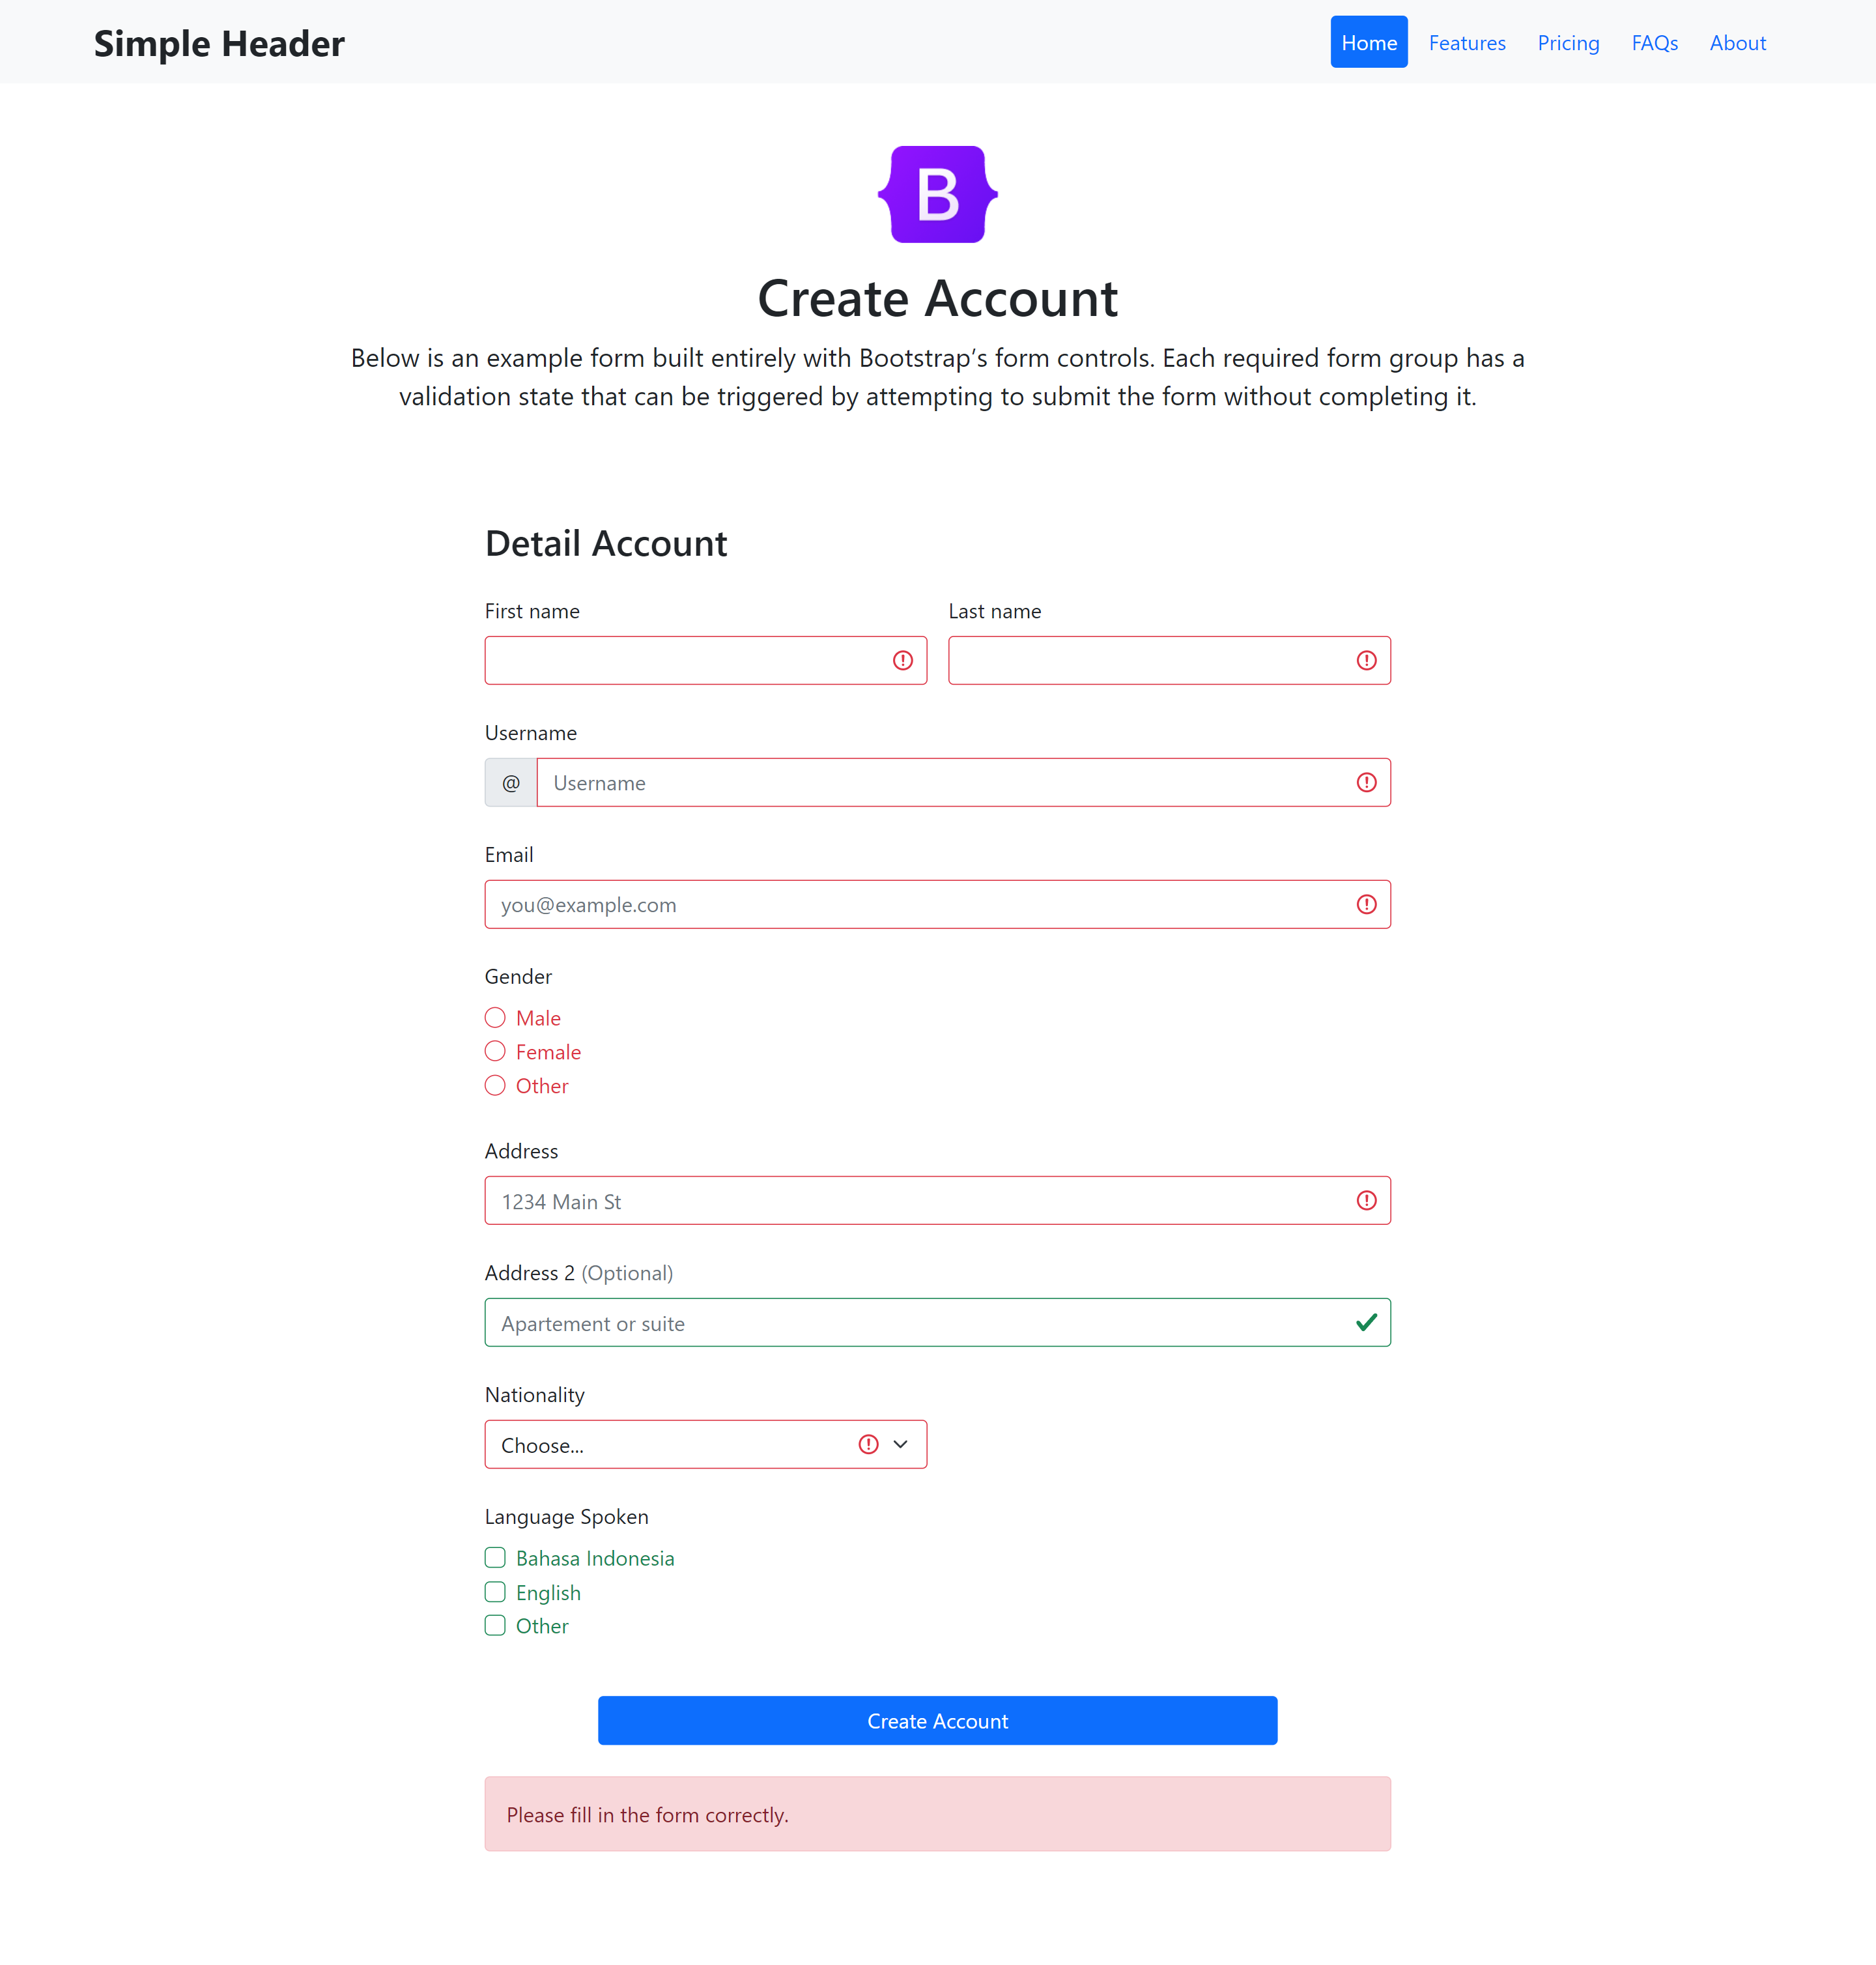 Simple Header
Home Features Pricing FAQs About
B
Create Account
Below is an example form built entirely with Bootstrap’s form controls. Each required form group has a
validation state that can be triggered by attempting to submit the form without completing it.
Detail Account
First name Last name
Username
@ Username
Email
you@example.com
Gender
Male
Female
Other
Address
1234 Main St
Address 2 (Optional)
Apartement or suite
Nationality
Choose...
Language Spoken
Bahasa Indonesia
English
Other
Create Account
Please fill in the form correctly.